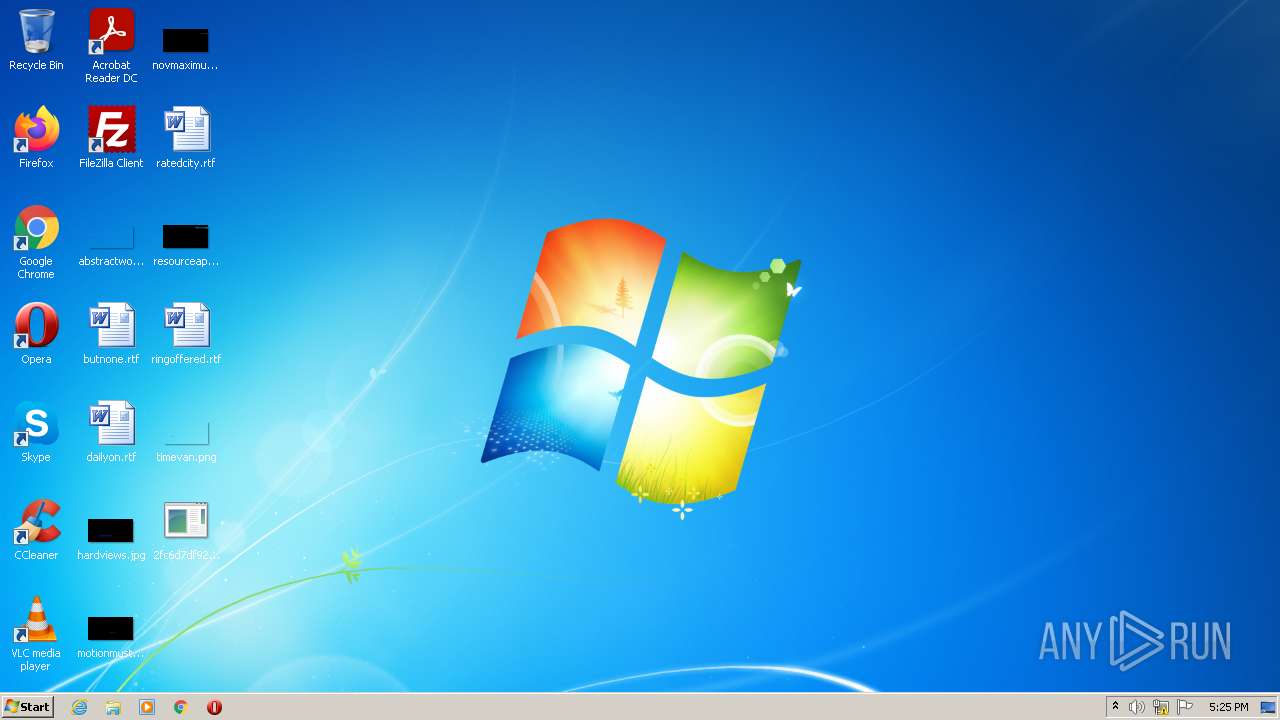 Recycle Bin
Acrobat
Reader DC
novmaximu...
Firefox
FileZilla Client
ratedcity.rtf
Google
Chrome
abstractwo...
resourceap...
Opera
butnone.rtf
ringoffered.rtf
Skype
dailyon.rtf
timevan.png
CCleaner
hardviews.jpg
2fc6d7df92...
VLC media
player
motionmust...
ANY RUN
Start
5:25 PM